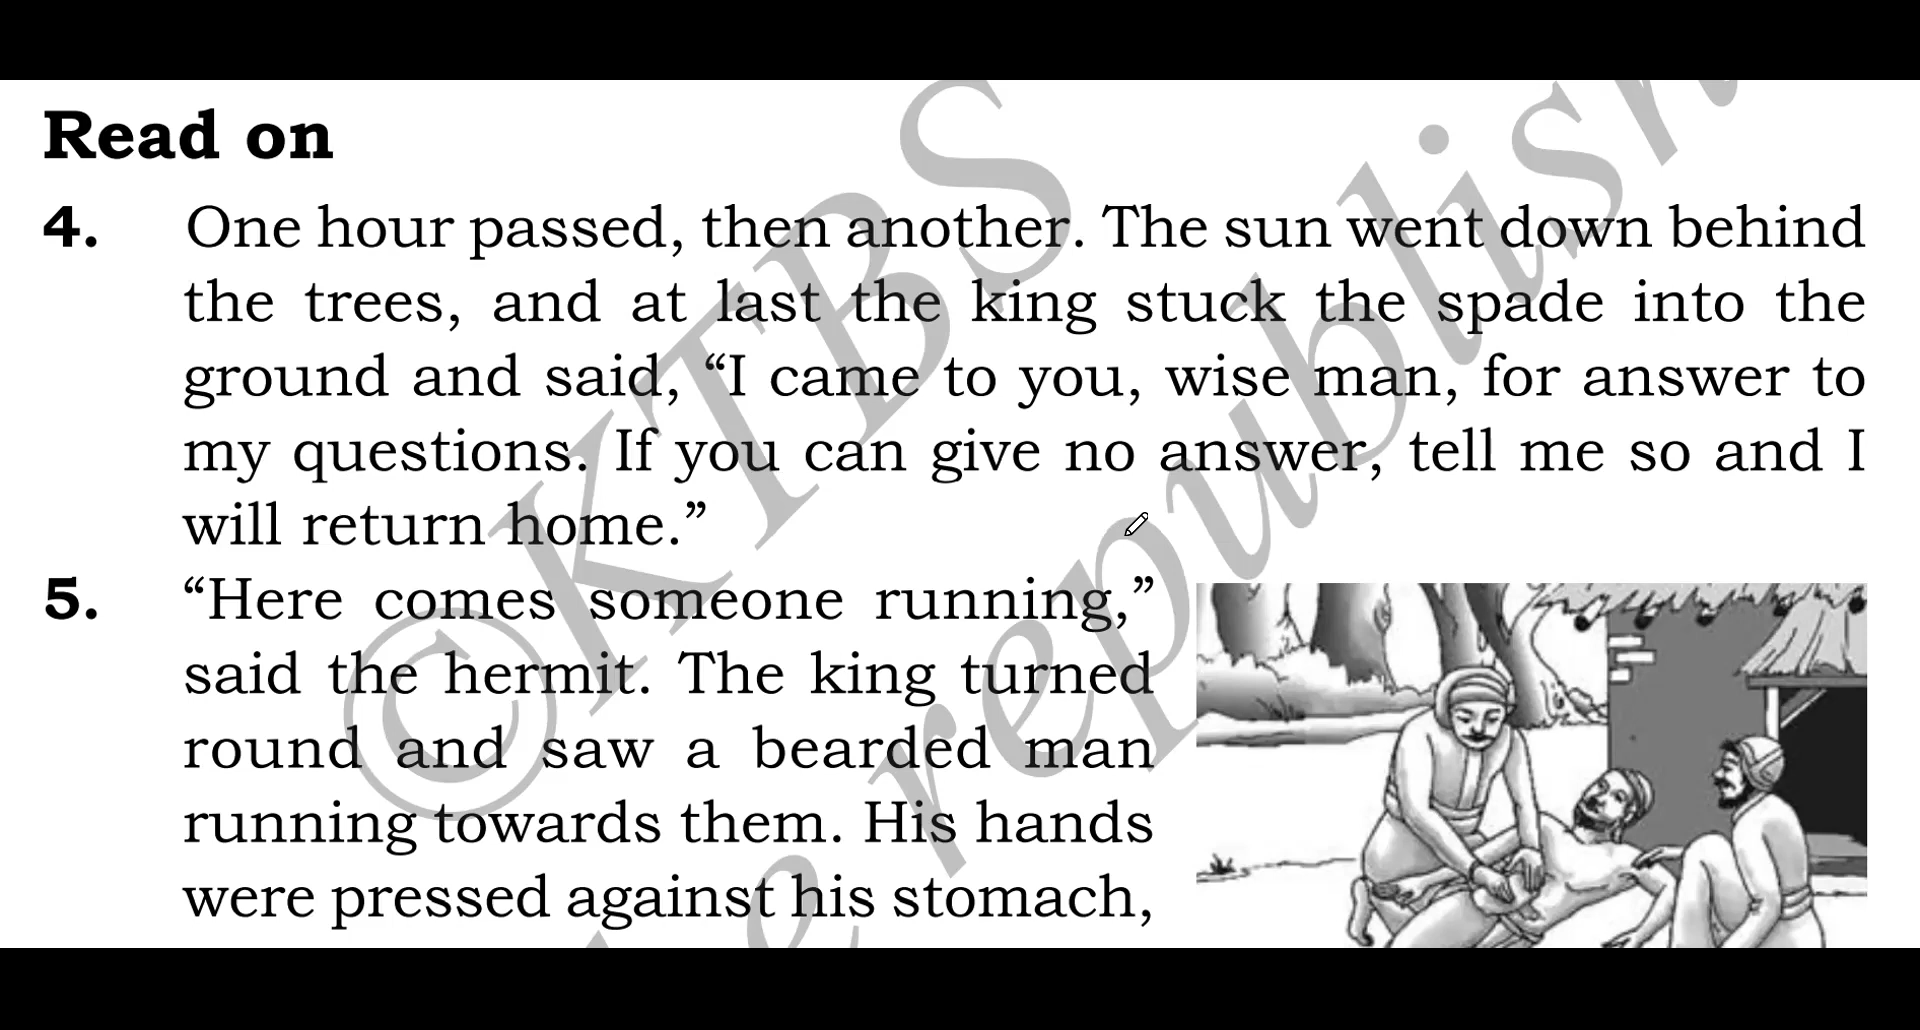 Read on
4. One hour passed, then another. The sun went down behind
the trees, and at last the king stuck the spade into the
ground and said, “I came to you, wise man, for answer to
my questions. If you can give no answer, tell me so and I
will return home.”
5. “Here comes someone running,”
said the hermit. The king turned
round and saw a bearded man
running towards them. His hands
were pressed against his stomach,
©KTBS
republish